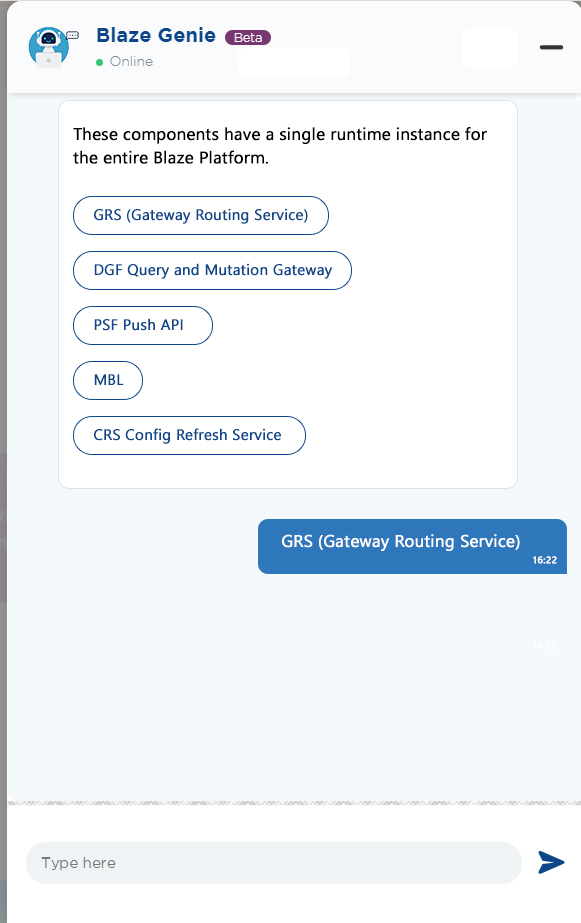 Blaze Genie Beta
Online
These components have a single runtime instance for
the entire Blaze Platform.
GRS (Gateway Routing Service)
DGF Query and Mutation Gateway
PSF Push API
MBL
CRS Config Refresh Service
GRS (Gateway Routing Service)
16:22
Type here